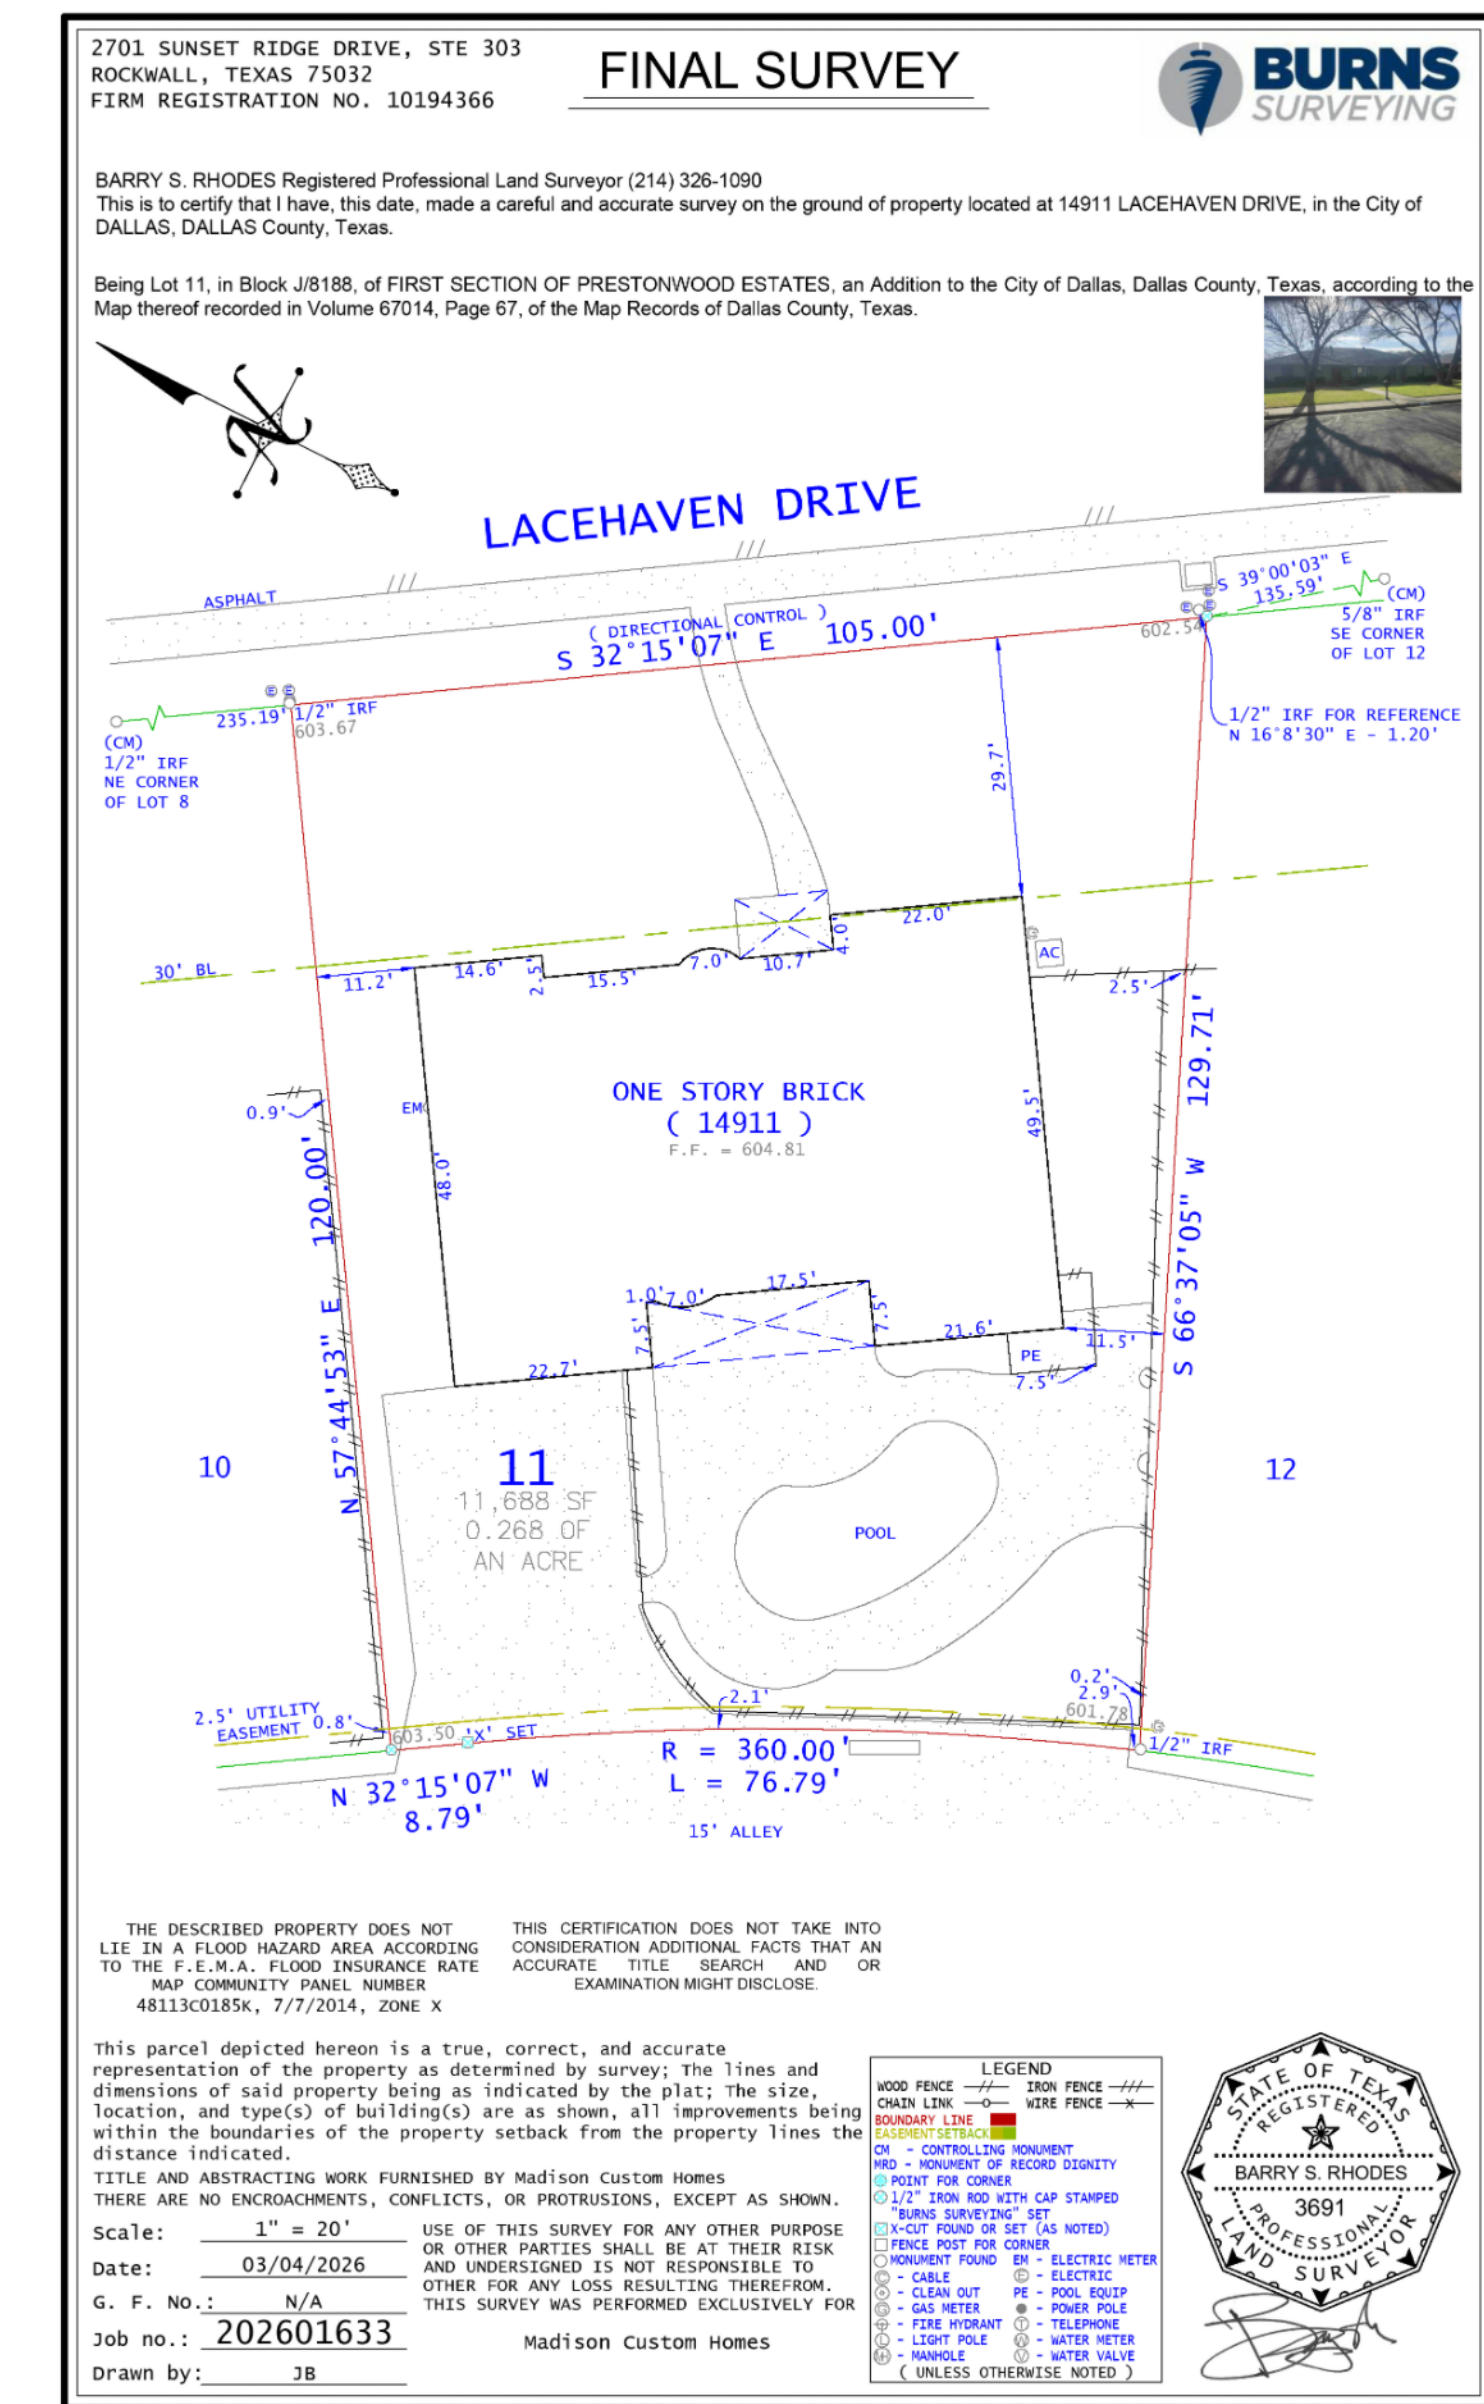 2701 SUNSET RIDGE DRIVE, STE 303
ROCKWALL, TEXAS 75032
FIRM REGISTRATION NO. 10194366
FINAL SURVEY
BURNS
SURVEYING
BARRY S. RHODES Registered Professional Land Surveyor (214) 326-1090
This is to certify that I have, this date, made a careful and accurate survey on the ground of property located at 14911 LACEHAVEN DRIVE, in the City of
DALLAS, DALLAS County, Texas.
Being Lot 11, in Block J/8188, of FIRST SECTION OF PRESTONWOOD ESTATES, an Addition to the City of Dallas, Dallas County, Texas, according to the
Map thereof recorded in Volume 67014, Page 67, of the Map Records of Dallas County, Texas.
N
LACEHAVEN DRIVE
ASPHALT
( DIRECTIONAL CONTROL )
S 32°15'07" E 105.00'
S 39°00'03" E
135.59'
(CM)
5/8" IRF
SE CORNER
OF LOT 12
602.54
E
E
E
E E
235.19'
1/2" IRF
603.67
(CM)
1/2" IRF
NE CORNER
OF LOT 8
1/2" IRF FOR REFERENCE
N 16°8'30" E - 1.20'
29.7'
30' BL
11.2'
14.6'
2.5'
15.5'
7.0'
10.7'
4.0'
22.0'
G
AC
2.5'
0.9'
EM
ONE STORY BRICK
( 14911 )
F.F. = 604.81
48.0'
49.5'
N 57°44'53" E 120.00'
S 66°37'05" W 129.71'
1.0'
7.0'
17.5'
7.5'
7.5'
22.7'
21.6'
PE
11.5'
7.5'
10
11
11,688 SF
0.268 OF
AN ACRE
POOL
12
2.5' UTILITY
EASEMENT
0.8'
603.50
'X' SET
2.1'
0.2'
2.9'
601.78
G
1/2" IRF
R = 360.00'
L = 76.79'
N 32°15'07" W
8.79'
15' ALLEY
THE DESCRIBED PROPERTY DOES NOT
LIE IN A FLOOD HAZARD AREA ACCORDING
TO THE F.E.M.A. FLOOD INSURANCE RATE
MAP COMMUNITY PANEL NUMBER
48113C0185K, 7/7/2014, ZONE X
THIS CERTIFICATION DOES NOT TAKE INTO
CONSIDERATION ADDITIONAL FACTS THAT AN
ACCURATE TITLE SEARCH AND OR
EXAMINATION MIGHT DISCLOSE.
This parcel depicted hereon is a true, correct, and accurate
representation of the property as determined by survey; The lines and
dimensions of said property being as indicated by the plat; The size,
location, and type(s) of building(s) are as shown, all improvements being
within the boundaries of the property setback from the property lines the
distance indicated.
TITLE AND ABSTRACTING WORK FURNISHED BY Madison Custom Homes
THERE ARE NO ENCROACHMENTS, CONFLICTS, OR PROTRUSIONS, EXCEPT AS SHOWN.
Scale: 1" = 20'
Date: 03/04/2026
G. F. No.: N/A
Job no.: 202601633
Drawn by: JB
USE OF THIS SURVEY FOR ANY OTHER PURPOSE
OR OTHER PARTIES SHALL BE AT THEIR RISK
AND UNDERSIGNED IS NOT RESPONSIBLE TO
OTHER FOR ANY LOSS RESULTING THEREFROM.
THIS SURVEY WAS PERFORMED EXCLUSIVELY FOR
Madison Custom Homes
LEGEND
WOOD FENCE IRON FENCE
CHAIN LINK WIRE FENCE
BOUNDARY LINE
EASEMENT SETBACK
CM - CONTROLLING MONUMENT
MRD - MONUMENT OF RECORD DIGNITY
POINT FOR CORNER
1/2" IRON ROD WITH CAP STAMPED
"BURNS SURVEYING" SET
X-CUT FOUND OR SET (AS NOTED)
FENCE POST FOR CORNER
MONUMENT FOUND EM - ELECTRIC METER
C - CABLE E - ELECTRIC
- CLEAN OUT PE - POOL EQUIP
G - GAS METER - POWER POLE
- FIRE HYDRANT T - TELEPHONE
L - LIGHT POLE W - WATER METER
MH - MANHOLE V - WATER VALVE
( UNLESS OTHERWISE NOTED )
STATE OF TEXAS
REGISTERED
BARRY S. RHODES
3691
PROFESSIONAL
LAND SURVEYOR